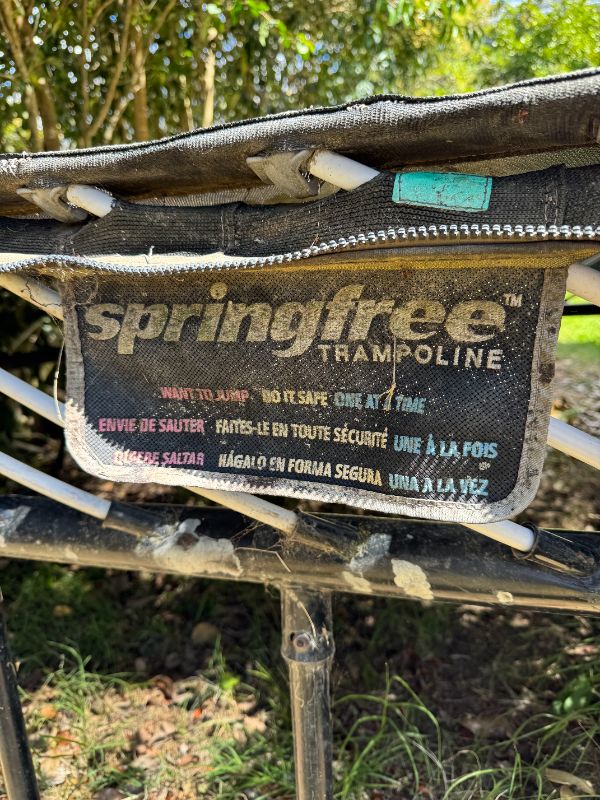 springfree™
TRAMPOLINE
WANT TO JUMP DO IT SAFE ONE AT A TIME
ENVIE DE SAUTER FAITES-LE EN TOUTE SÉCURITÉ UNE À LA FOIS
QUIERE SALTAR HÁGALO EN FORMA SEGURA UNA A LA VEZ